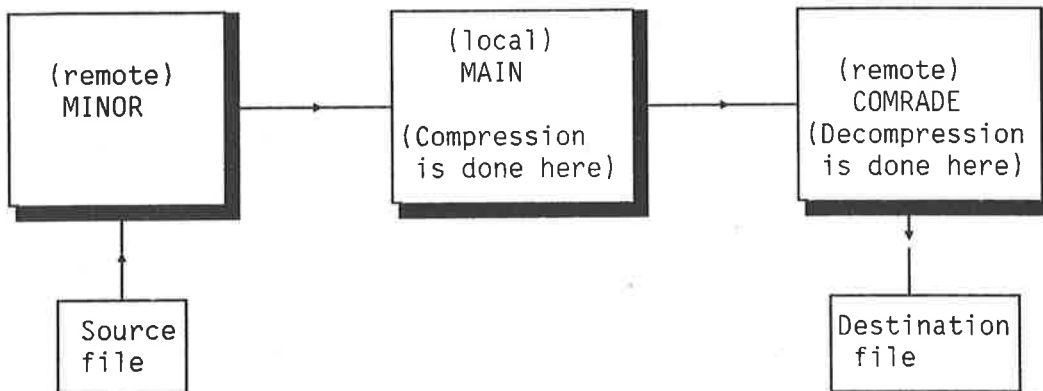 (remote)
MINOR
(local)
MAIN
(Compression
is done here)
(remote)
COMRADE
(Decompression
is done here)
Source
file
Destination
file